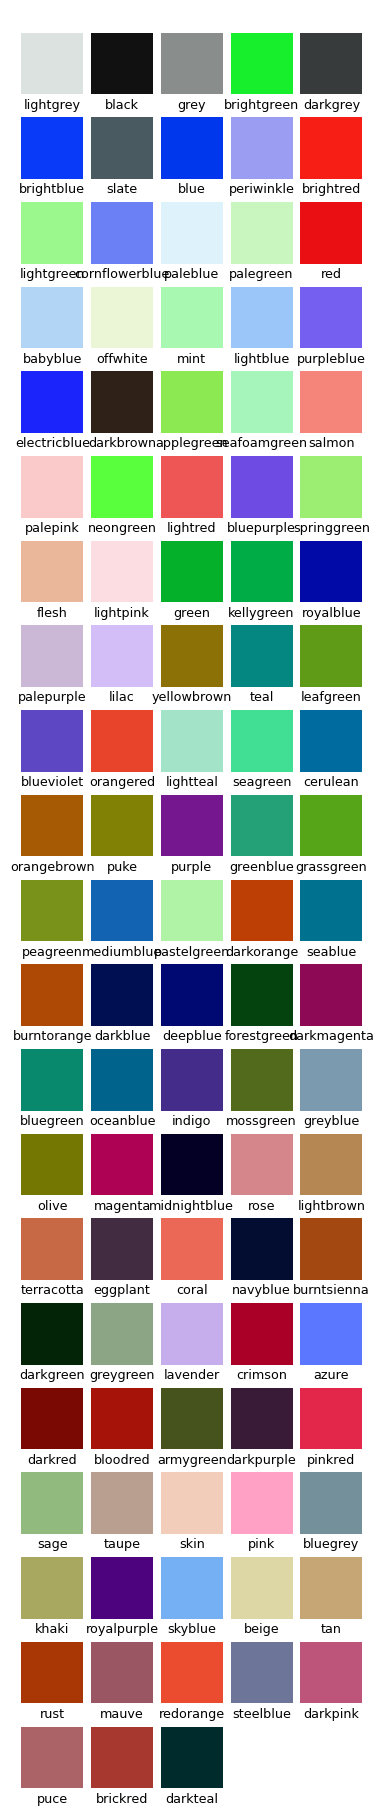 lightgrey black grey brightgreen darkgrey
brightblue slate blue periwinkle brightred
lightgreen cornflowerblue paleblue palegreen red
babyblue offwhite mint lightblue purpleblue
electricblue darkbrown applegreen seafoamgreen salmon
palepink neongreen lightred bluepurple springgreen
flesh lightpink green kellygreen royalblue
palepurple lilac yellowbrown teal leafgreen
blueviolet orangered lightteal seagreen cerulean
orangebrown puke purple greenblue grassgreen
peagreen mediumblue pastelgreen darkorange seablue
burntorange darkblue deepblue forestgreen darkmagenta
bluegreen oceanblue indigo mossgreen greyblue
olive magenta midnightblue rose lightbrown
terracotta eggplant coral navyblue burntsienna
darkgreen greygreen lavender crimson azure
darkred bloodred armygreen darkpurple pinkred
sage taupe skin pink bluegrey
khaki royalpurple skyblue beige tan
rust mauve redorange steelblue darkpink
puce brickred darkteal